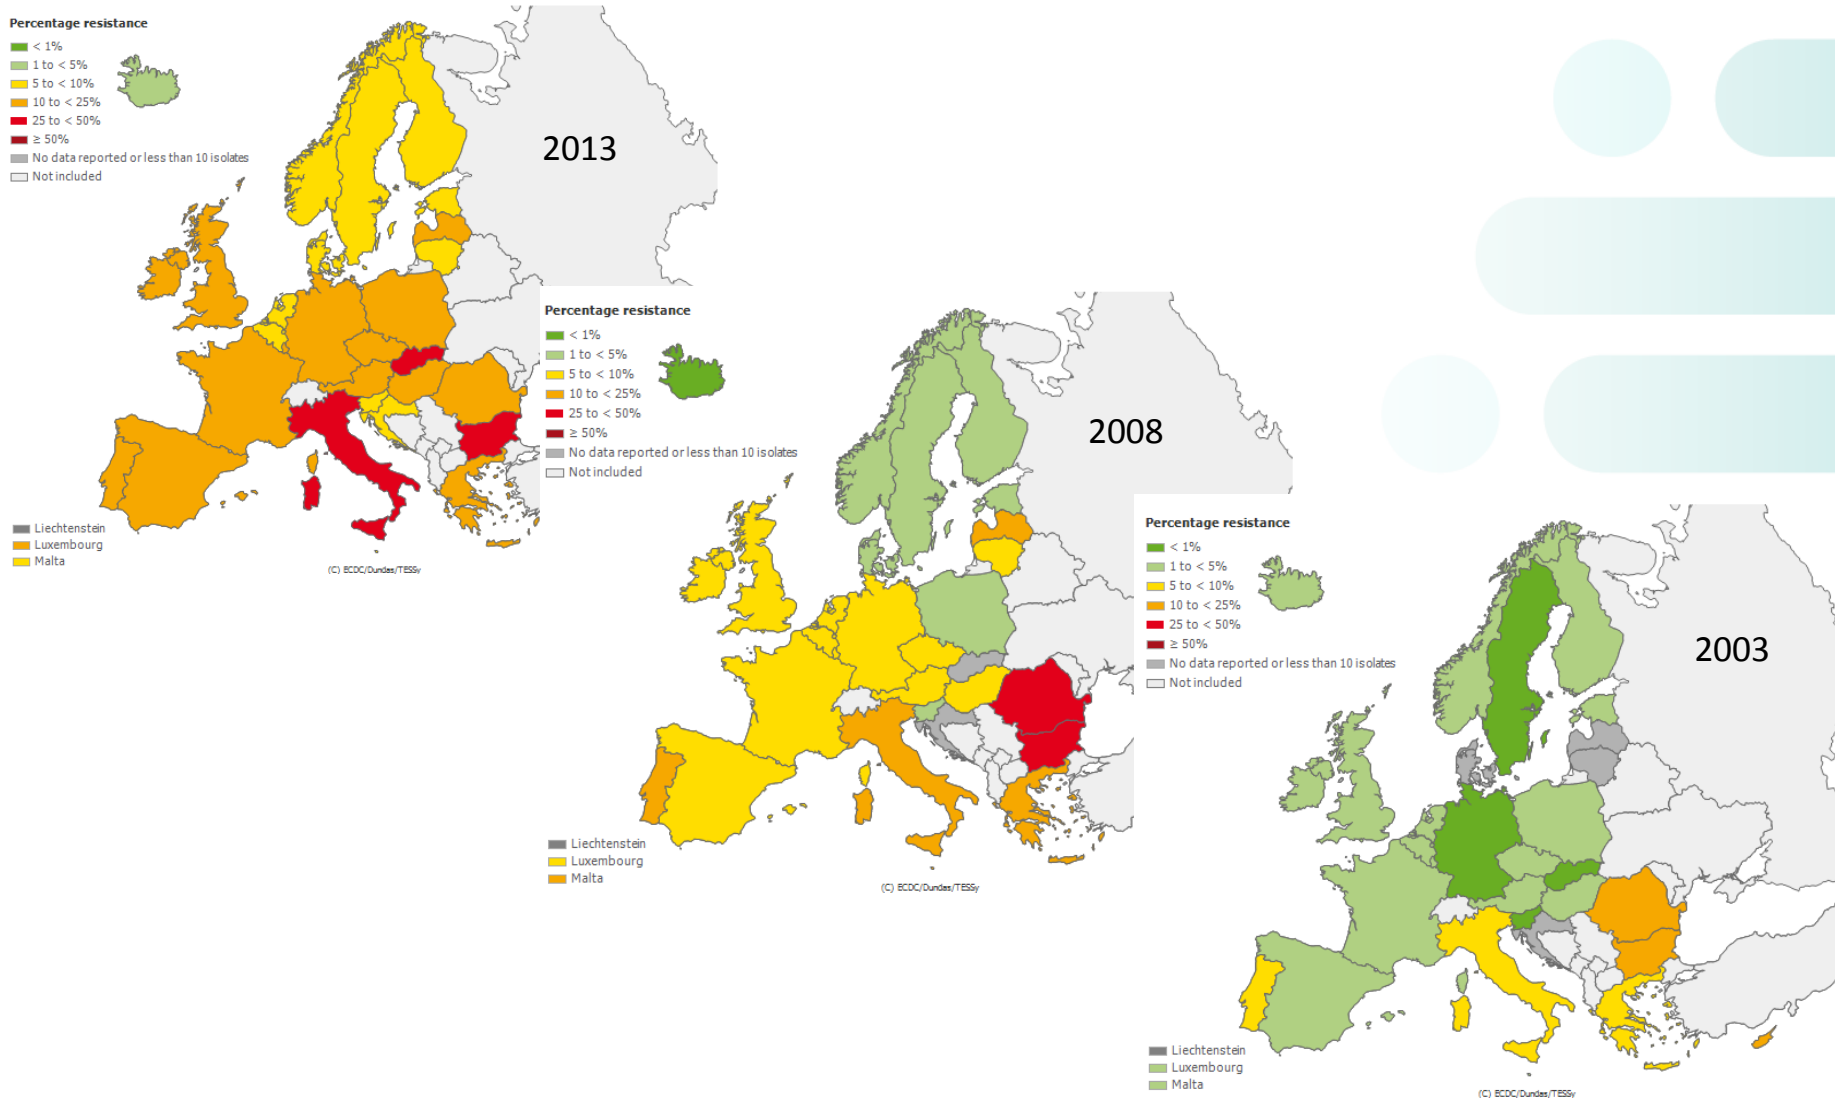 Percentage resistance
< 1%
1 to < 5%
5 to < 10%
10 to < 25%
25 to < 50%
≥ 50%
No data reported or less than 10 isolates
Not included
2013
Liechtenstein
Luxembourg
Malta
(C) ECDC/Dundas/TESSy
Percentage resistance
< 1%
1 to < 5%
5 to < 10%
10 to < 25%
25 to < 50%
≥ 50%
No data reported or less than 10 isolates
Not included
2008
Liechtenstein
Luxembourg
Malta
(C) ECDC/Dundas/TESSy
Percentage resistance
< 1%
1 to < 5%
5 to < 10%
10 to < 25%
25 to < 50%
≥ 50%
No data reported or less than 10 isolates
Not included
2003
Liechtenstein
Luxembourg
Malta
(C) ECDC/Dundas/TESSy